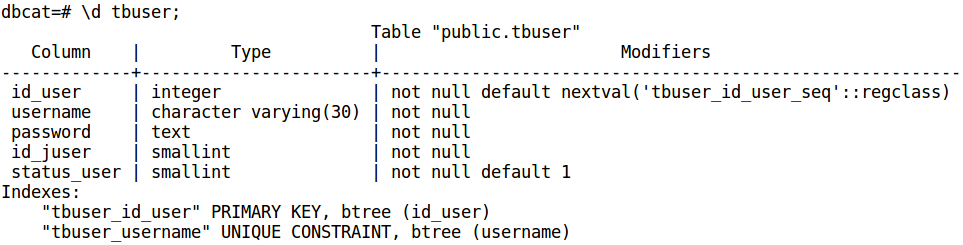 dbcat=# \d tbuser;
                                     Table "public.tbuser"
   Column    |         Type          |                        Modifiers
-------------+-----------------------+----------------------------------------------------------
 id_user     | integer               | not null default nextval('tbuser_id_user_seq'::regclass)
 username    | character varying(30) | not null
 password    | text                  | not null
 id_juser    | smallint              | not null
 status_user | smallint              | not null default 1
Indexes:
    "tbuser_id_user" PRIMARY KEY, btree (id_user)
    "tbuser_username" UNIQUE CONSTRAINT, btree (username)